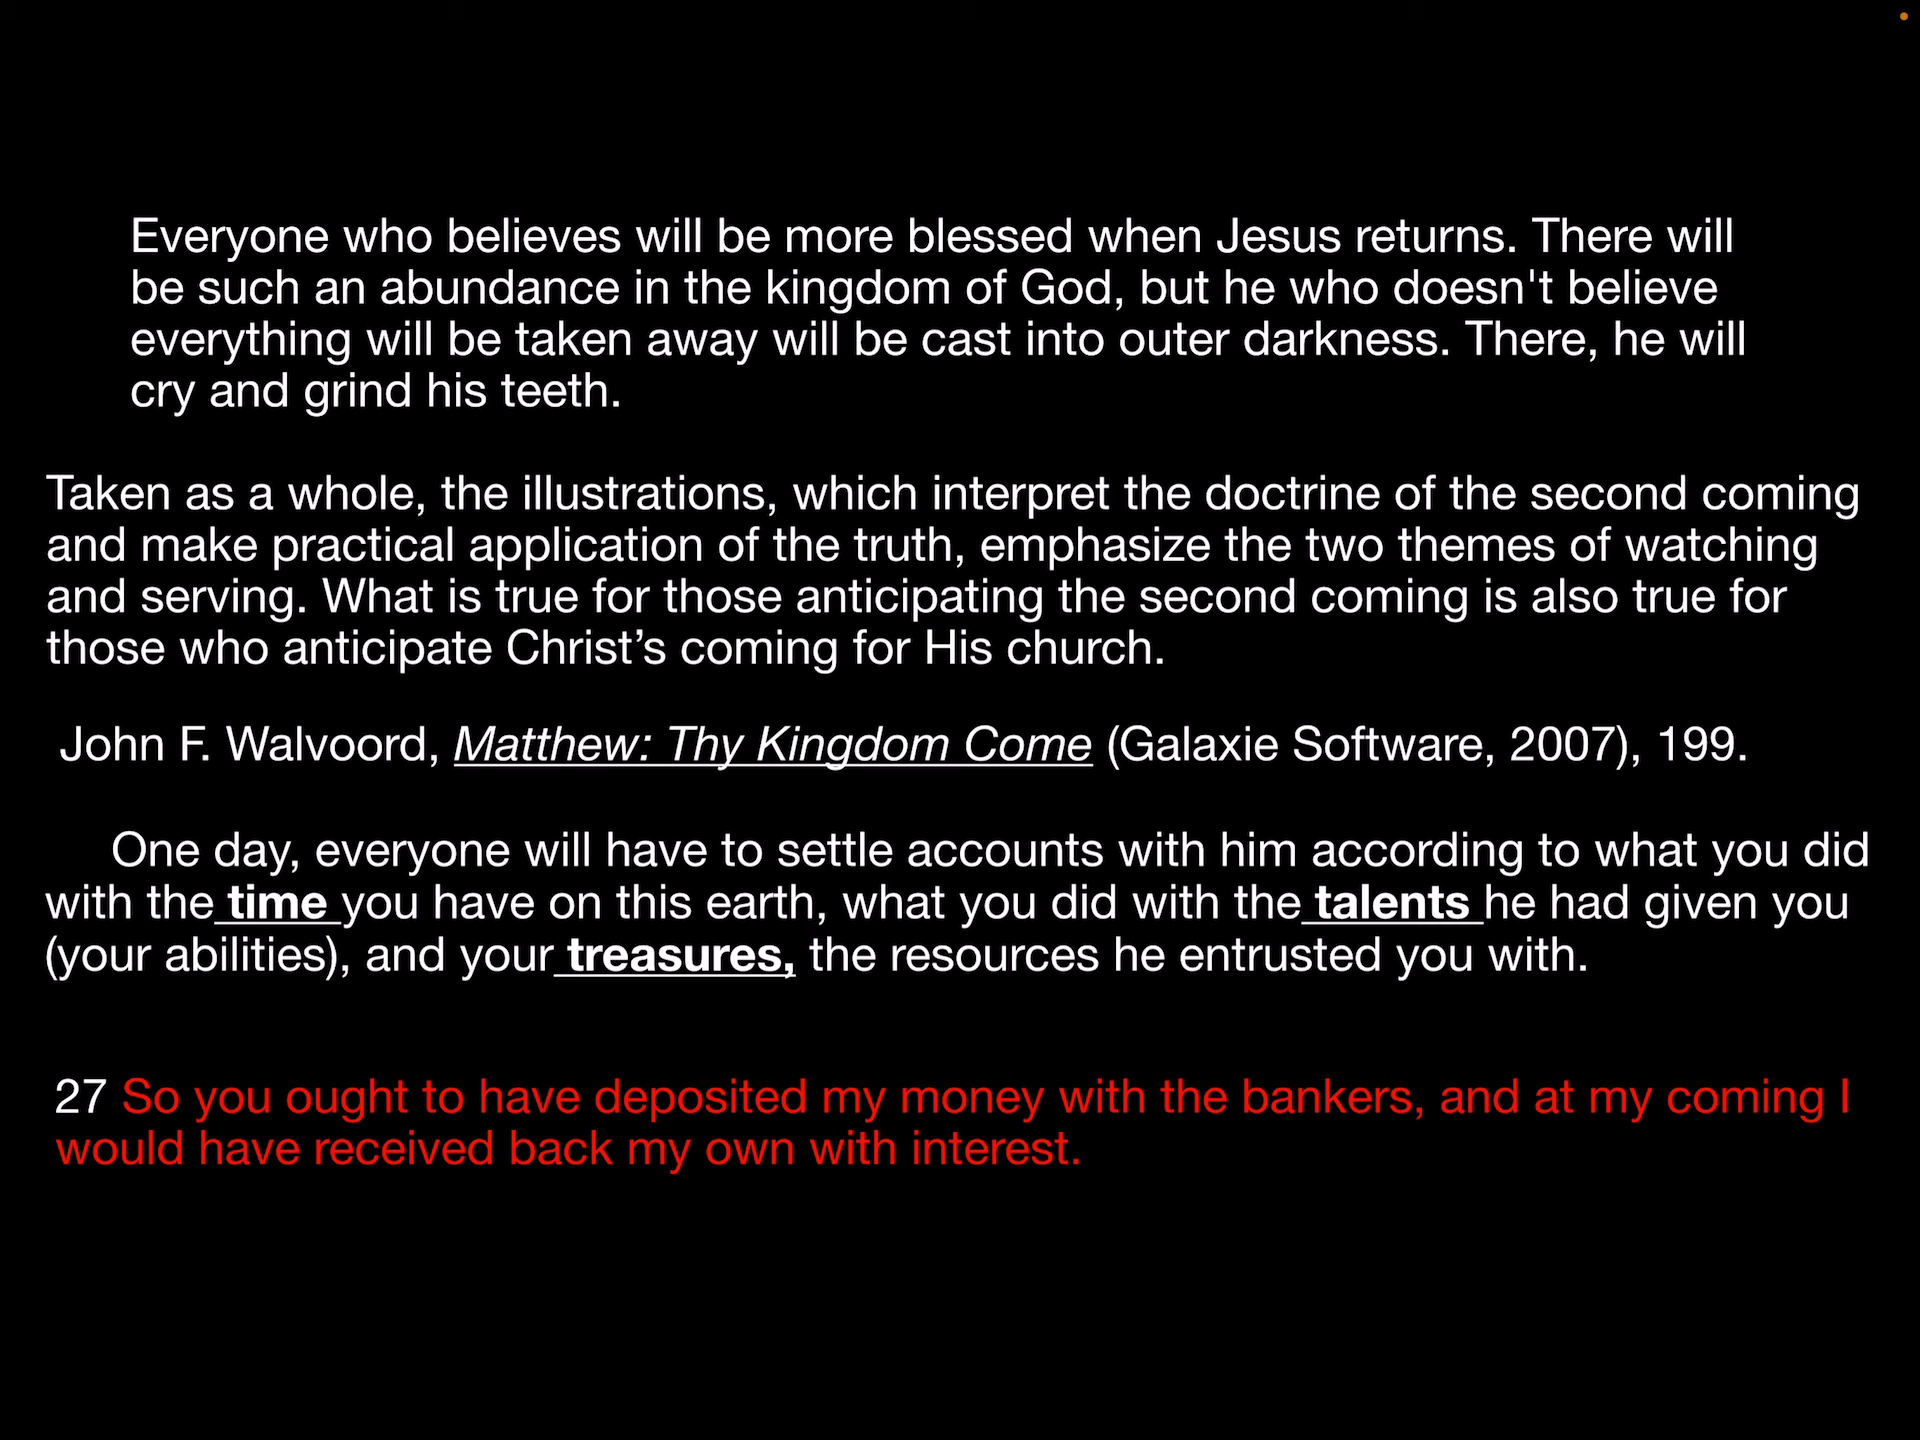 Everyone who believes will be more blessed when Jesus returns. There will
be such an abundance in the kingdom of God, but he who doesn't believe
everything will be taken away will be cast into outer darkness. There, he will
cry and grind his teeth.
Taken as a whole, the illustrations, which interpret the doctrine of the second coming
and make practical application of the truth, emphasize the two themes of watching
and serving. What is true for those anticipating the second coming is also true for
those who anticipate Christ’s coming for His church.
John F. Walvoord, Matthew: Thy Kingdom Come (Galaxie Software, 2007), 199.
One day, everyone will have to settle accounts with him according to what you did
with the time you have on this earth, what you did with the talents he had given you
(your abilities), and your treasures, the resources he entrusted you with.
27 So you ought to have deposited my money with the bankers, and at my coming I
would have received back my own with interest.